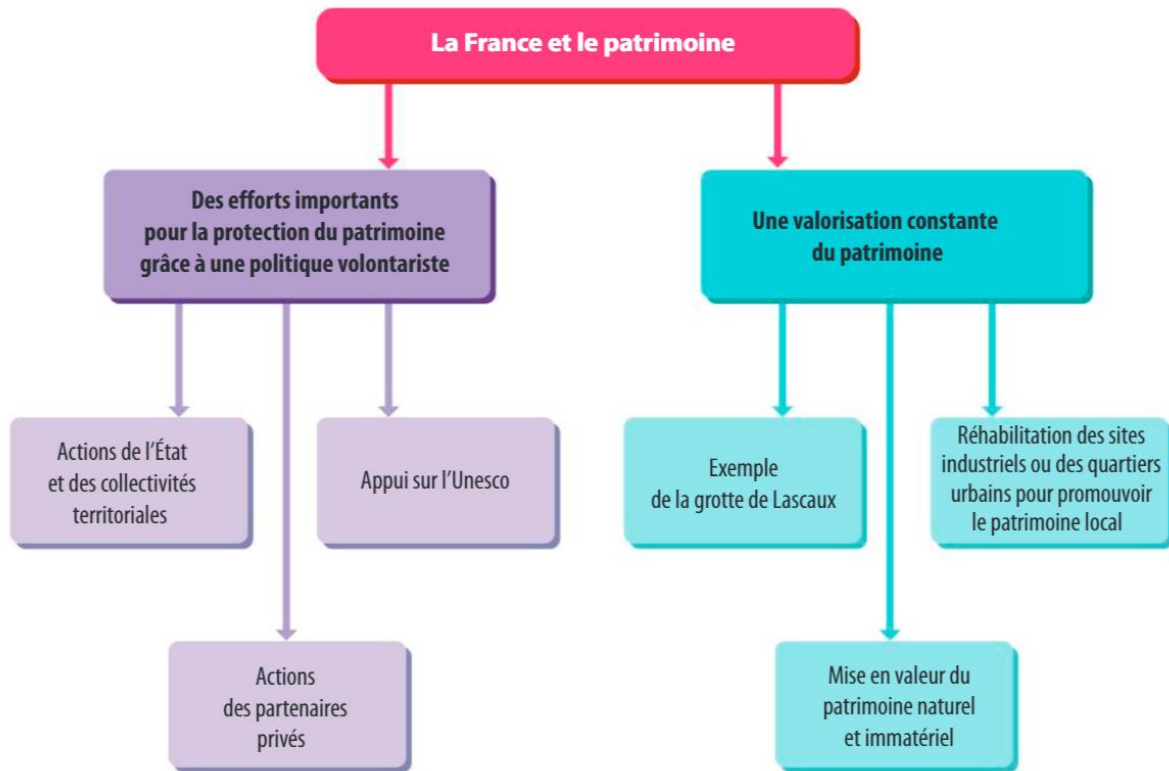 La France et le patrimoine
Des efforts importants
pour la protection du patrimoine
grâce à une politique volontariste
Une valorisation constante
du patrimoine
Actions de l’État
et des collectivités
territoriales
Appui sur l’Unesco
Exemple
de la grotte de Lascaux
Réhabilitation des sites
industriels ou des quartiers
urbains pour promouvoir
le patrimoine local
Actions
des partenaires
privés
Mise en valeur du
patrimoine naturel
et immatériel